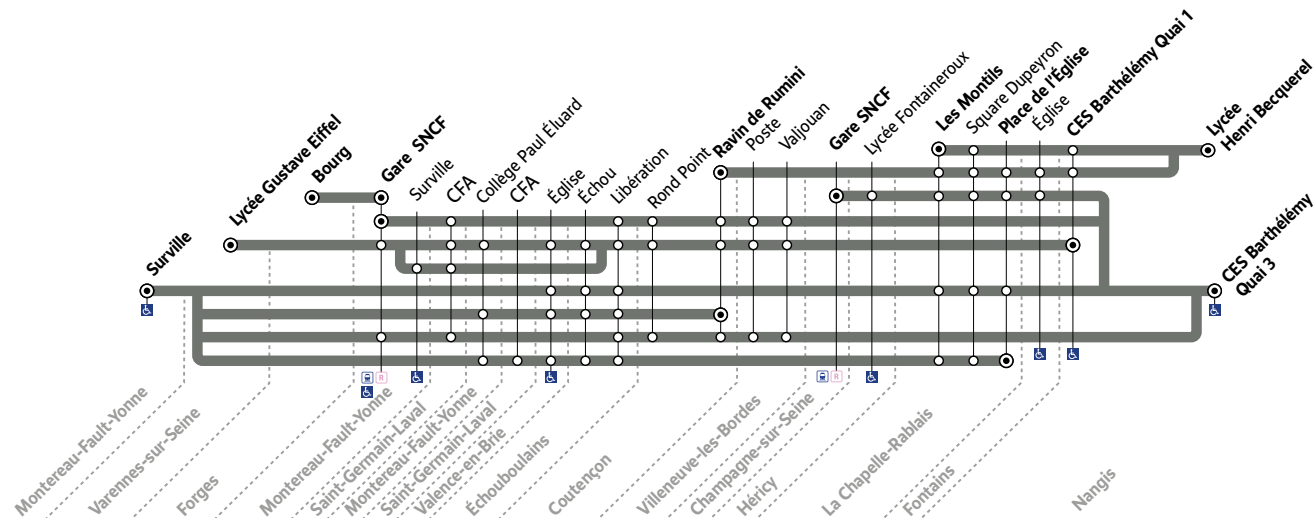 Surville
Lycée Gustave Eiffel
Bourg
Gare SNCF
Surville
CFA
Collège Paul Éluard
CFA
Église
Échou
Libération
Rond Point
Ravin de Rumini
Poste
Valjouan
Gare SNCF
Lycée Fontaineroux
Les Montils
Square Dupeyron
Place de l'Église
Église
CES Barthélémy Quai 1
Lycée
Henri Becquerel
CES Barthélémy
Quai 3
R
R
Montereau-Fault-Yonne
Varennes-sur-Seine
Forges
Montereau-Fault-Yonne
Saint-Germain-Laval
Montereau-Fault-Yonne
Saint-Germain-Laval
Valence-en-Brie
Échouboulains
Coutençon
Villeneuve-les-Bordes
Champagne-sur-Seine
Héricy
La Chapelle-Rablais
Fontains
Nangis